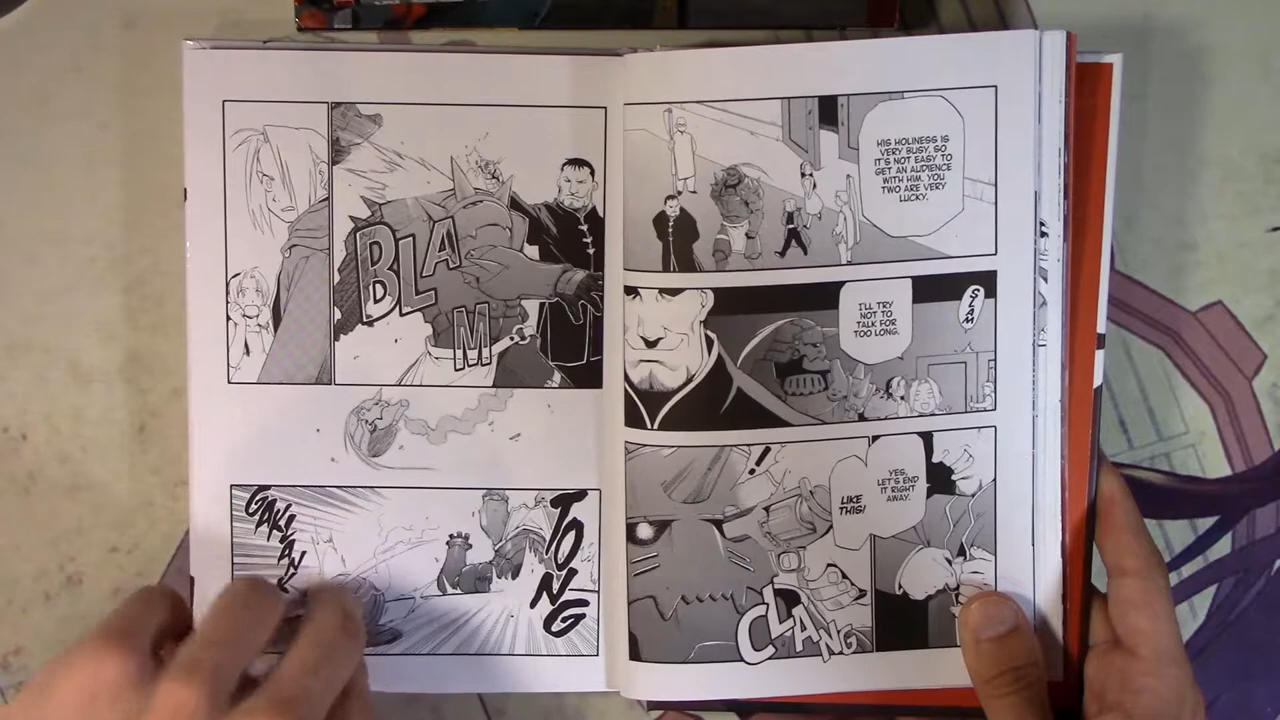 HIS HOLINESS IS
VERY BUSY, SO
IT'S NOT EASY TO
GET AN AUDIENCE
WITH HIM. YOU
TWO ARE VERY
LUCKY.
SLAM
I'LL TRY
NOT TO
TALK FOR
TOO LONG.
YES,
LET'S END
IT RIGHT
AWAY.
LIKE
THIS!
!
CLANG
BLAM
TONG